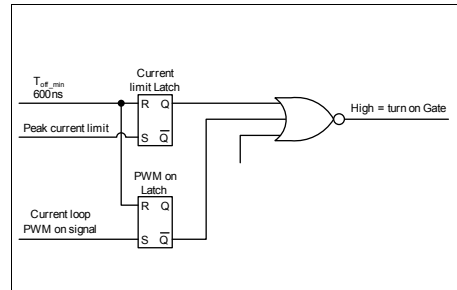 Current
limit Latch
T_off_min
600ns
R Q
High = turn on Gate
Peak current limit
S Q̅
PWM on
Latch
R Q
Current loop
PWM on signal
S Q̅